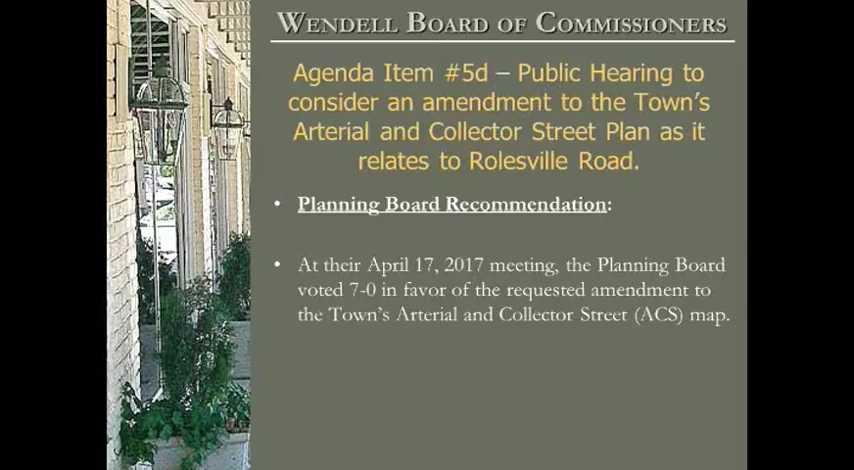 WENDELL BOARD OF COMMISSIONERS
Agenda Item #5d – Public Hearing to
consider an amendment to the Town's
Arterial and Collector Street Plan as it
relates to Rolesville Road.
• Planning Board Recommendation:
• At their April 17, 2017 meeting, the Planning Board
voted 7-0 in favor of the requested amendment to
the Town's Arterial and Collector Street (ACS) map.